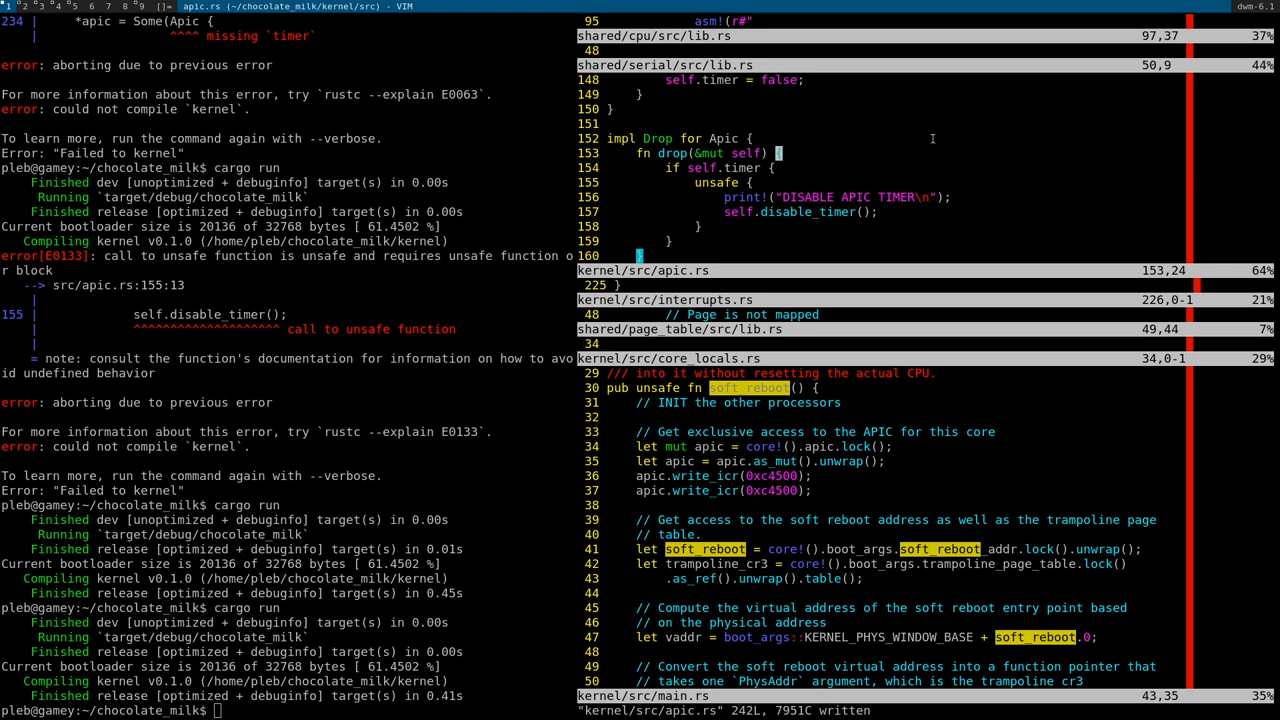 1 2 3 4 5 6 7 8 9 []= apic.rs (~/chocolate_milk/kernel/src) - VIM dwm-6.1
234 |     *apic = Some(Apic {
|                  ^^^^ missing `timer`
error: aborting due to previous error
For more information about this error, try `rustc --explain E0063`.
error: could not compile `kernel`.
To learn more, run the command again with --verbose.
Error: "Failed to kernel"
pleb@gamey:~/chocolate_milk$ cargo run
    Finished dev [unoptimized + debuginfo] target(s) in 0.00s
     Running `target/debug/chocolate_milk`
    Finished release [optimized + debuginfo] target(s) in 0.00s
Current bootloader size is 20136 of 32768 bytes [ 61.4502 %]
   Compiling kernel v0.1.0 (/home/pleb/chocolate_milk/kernel)
error[E0133]: call to unsafe function is unsafe and requires unsafe function o
r block
   --> src/apic.rs:155:13
    |
155 |             self.disable_timer();
    |             ^^^^^^^^^^^^^^^^^^^^ call to unsafe function
    |
    = note: consult the function's documentation for information on how to avo
id undefined behavior
error: aborting due to previous error
For more information about this error, try `rustc --explain E0133`.
error: could not compile `kernel`.
To learn more, run the command again with --verbose.
Error: "Failed to kernel"
pleb@gamey:~/chocolate_milk$ cargo run
    Finished dev [unoptimized + debuginfo] target(s) in 0.00s
     Running `target/debug/chocolate_milk`
    Finished release [optimized + debuginfo] target(s) in 0.01s
Current bootloader size is 20136 of 32768 bytes [ 61.4502 %]
   Compiling kernel v0.1.0 (/home/pleb/chocolate_milk/kernel)
    Finished release [optimized + debuginfo] target(s) in 0.45s
pleb@gamey:~/chocolate_milk$ cargo run
    Finished dev [unoptimized + debuginfo] target(s) in 0.00s
     Running `target/debug/chocolate_milk`
    Finished release [optimized + debuginfo] target(s) in 0.00s
Current bootloader size is 20136 of 32768 bytes [ 61.4502 %]
   Compiling kernel v0.1.0 (/home/pleb/chocolate_milk/kernel)
    Finished release [optimized + debuginfo] target(s) in 0.41s
pleb@gamey:~/chocolate_milk$
95             asm!(r#"
shared/cpu/src/lib.rs 97,37 37%
48
shared/serial/src/lib.rs 50,9 44%
148         self.timer = false;
149     }
150 }
151
152 impl Drop for Apic {
153     fn drop(&mut self) {
154         if self.timer {
155             unsafe {
156                 print!("DISABLE APIC TIMER\n");
157                 self.disable_timer();
158             }
159         }
160     }
kernel/src/apic.rs 153,24 64%
225 }
kernel/src/interrupts.rs 226,0-1 21%
48         // Page is not mapped
shared/page_table/src/lib.rs 49,44 7%
34
kernel/src/core_locals.rs 34,0-1 29%
29 /// into it without resetting the actual CPU.
30 pub unsafe fn soft_reboot() {
31     // INIT the other processors
32
33     // Get exclusive access to the APIC for this core
34     let mut apic = core!().apic.lock();
35     let apic = apic.as_mut().unwrap();
36     apic.write_icr(0xc4500);
37     apic.write_icr(0xc4500);
38
39     // Get access to the soft reboot address as well as the trampoline page
40     // table.
41     let soft_reboot = core!().boot_args.soft_reboot_addr.lock().unwrap();
42     let trampoline_cr3 = core!().boot_args.trampoline_page_table.lock()
43         .as_ref().unwrap().table();
44
45     // Compute the virtual address of the soft reboot entry point based
46     // on the physical address
47     let vaddr = boot_args::KERNEL_PHYS_WINDOW_BASE + soft_reboot.0;
48
49     // Convert the soft reboot virtual address into a function pointer that
50     // takes one `PhysAddr` argument, which is the trampoline cr3
kernel/src/main.rs 43,35 35%
"kernel/src/apic.rs" 242L, 7951C written